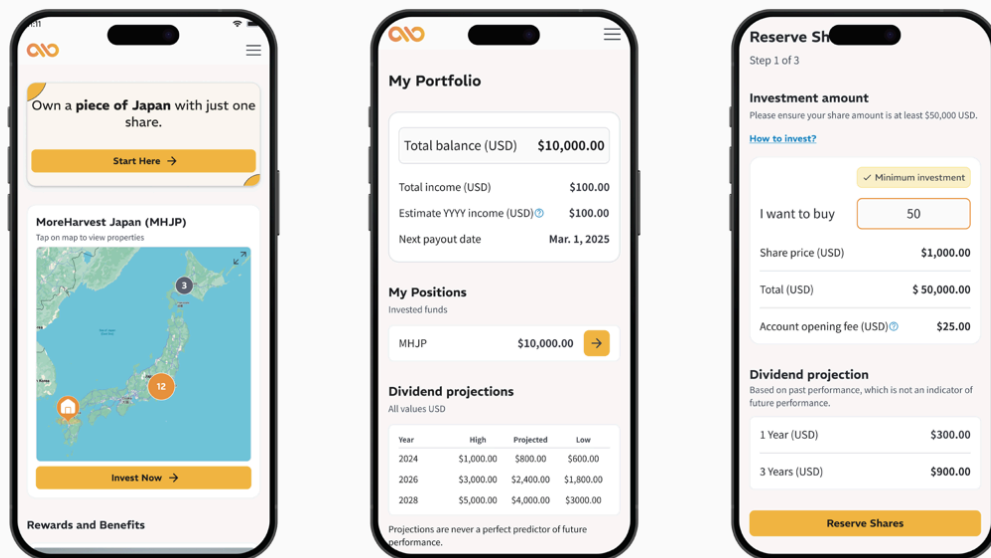 1:11
Own a piece of Japan with just one
share.
Start Here →
MoreHarvest Japan (MHJP)
Tap on map to view properties
3
12
Invest Now →
Rewards and Benefits
My Portfolio
Total balance (USD) $10,000.00
Total income (USD) $100.00
Estimate YYYY income (USD)? $100.00
Next payout date Mar. 1, 2025
My Positions
Invested funds
MHJP $10,000.00 →
Dividend projections
All values USD
Year High Projected Low
2024 $1,000.00 $800.00 $600.00
2026 $3,000.00 $2,400.00 $1,800.00
2028 $5,000.00 $4,000.00 $3000.00
Projections are never a perfect predictor of future
performance.
Reserve Sh
Step 1 of 3
Investment amount
Please ensure your share amount is at least $50,000 USD.
How to invest?
✓ Minimum investment
I want to buy 50
Share price (USD) $1,000.00
Total (USD) $ 50,000.00
Account opening fee (USD)? $25.00
Dividend projection
Based on past performance, which is not an indicator of
future performance.
1 Year (USD) $300.00
3 Years (USD) $900.00
Reserve Shares